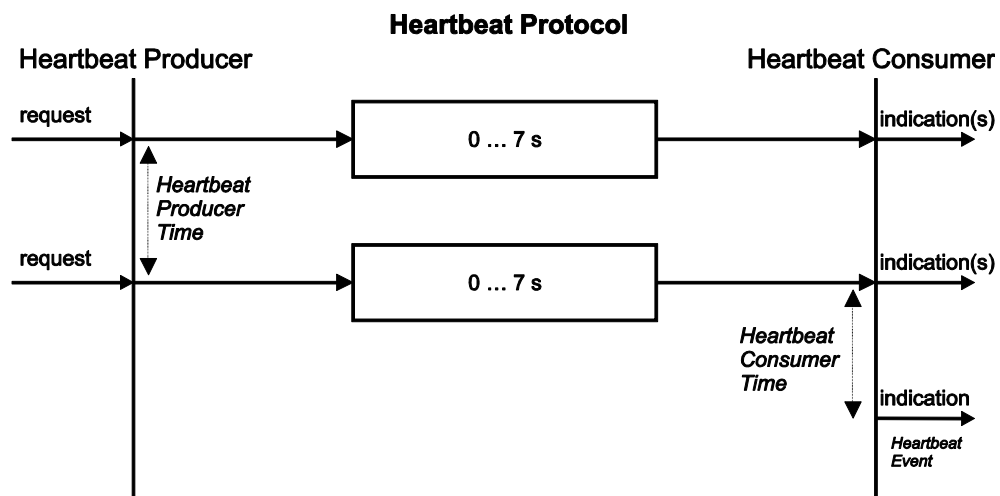 Heartbeat Protocol
Heartbeat Producer
Heartbeat Consumer
request
0 ... 7 s
indication(s)
Heartbeat
Producer
Time
request
0 ... 7 s
indication(s)
Heartbeat
Consumer
Time
indication
Heartbeat
Event